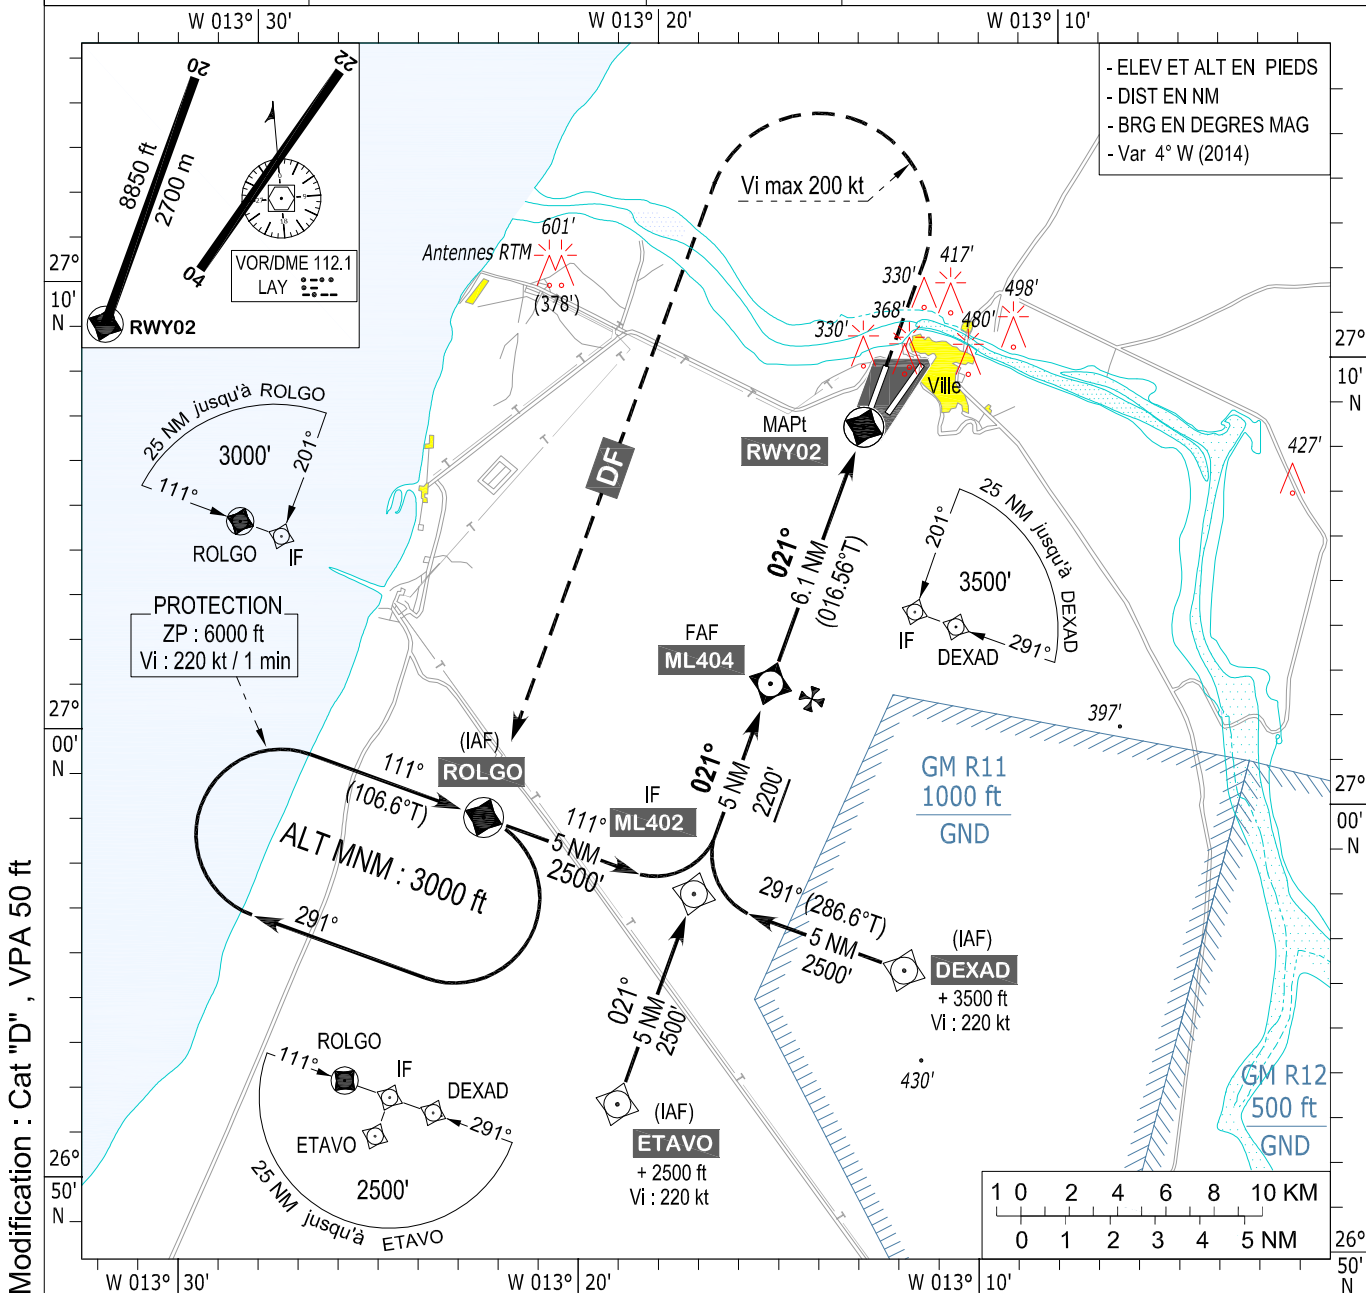 W 013° 30'
W 013° 20'
W 013° 10'
20
22
8850 ft
2700 m
04
VOR/DME 112.1
LAY
RWY02
- ELEV ET ALT EN PIEDS
- DIST EN NM
- BRG EN DEGRES MAG
- Var 4° W (2014)
Vi max 200 kt
Antennes RTM
601'
(378')
330'
417'
498'
330'
368'
480'
Ville
427'
27°
10'
N
27°
10'
N
25 NM jusqu'à ROLGO
3000'
111°
201°
ROLGO
IF
DF
MAPt
RWY02
021°
6.1 NM
(016.56°T)
25 NM jusqu'à DEXAD
201°
3500'
291°
IF
DEXAD
PROTECTION
ZP : 6000 ft
Vi : 220 kt / 1 min
FAF
ML404
397'
27°
00'
N
27°
00'
N
(IAF)
ROLGO
111°
(106.6°T)
ALT MNM : 3000 ft
291°
IF
ML402
111°
5 NM
2500'
021°
5 NM
2200'
GM R11
1000 ft
GND
291° (286.6°T)
5 NM
2500'
(IAF)
DEXAD
+ 3500 ft
Vi : 220 kt
430'
021°
5 NM
2500'
(IAF)
ETAVO
+ 2500 ft
Vi : 220 kt
ROLGO
111°
IF
DEXAD
ETAVO
291°
2500'
25 NM jusqu'à ETAVO
GM R12
500 ft
GND
26°
50'
N
26°
50'
N
1 0 2 4 6 8 10 KM
0 1 2 3 4 5 NM
W 013° 30'
W 013° 20'
W 013° 10'
Modification : Cat "D" , VPA 50 ft